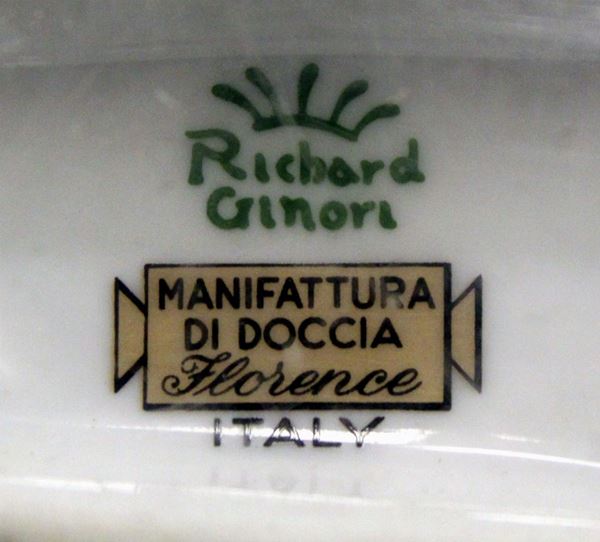 Richard
Ginori
MANIFATTURA
DI DOCCIA
Florence
ITALY